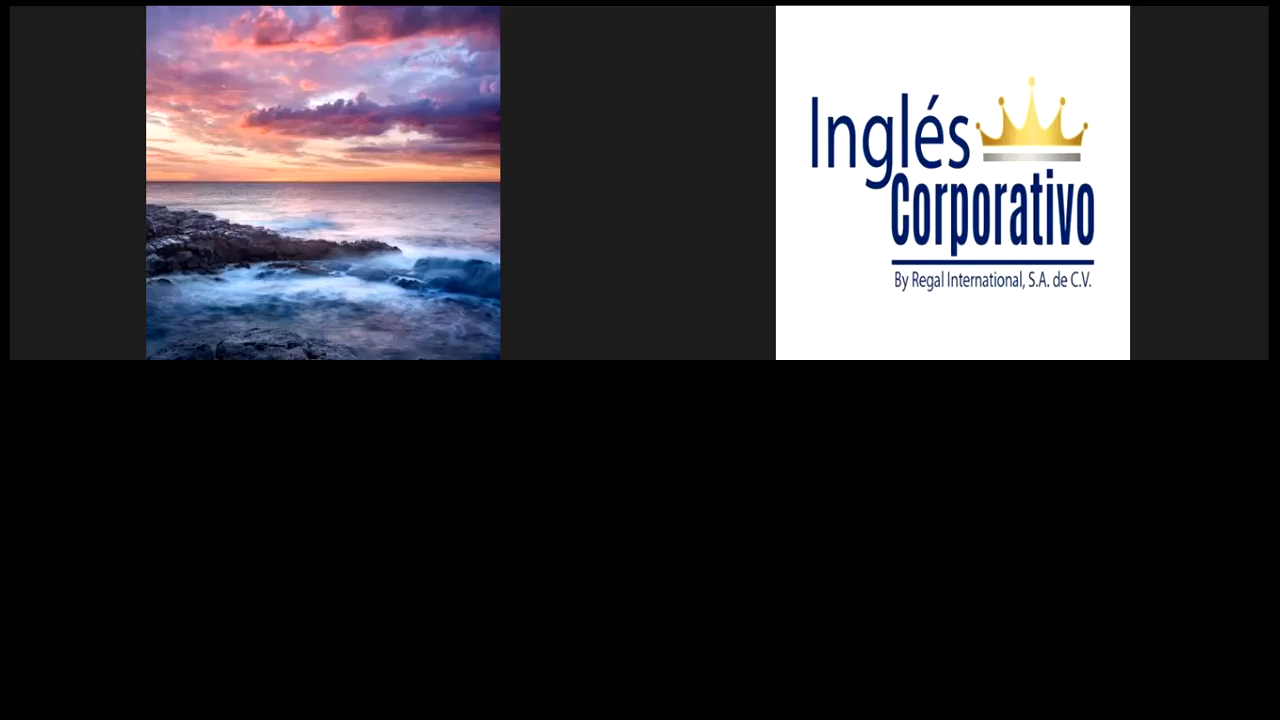 Inglés
Corporativo
By Regal International, S.A. de C.V.